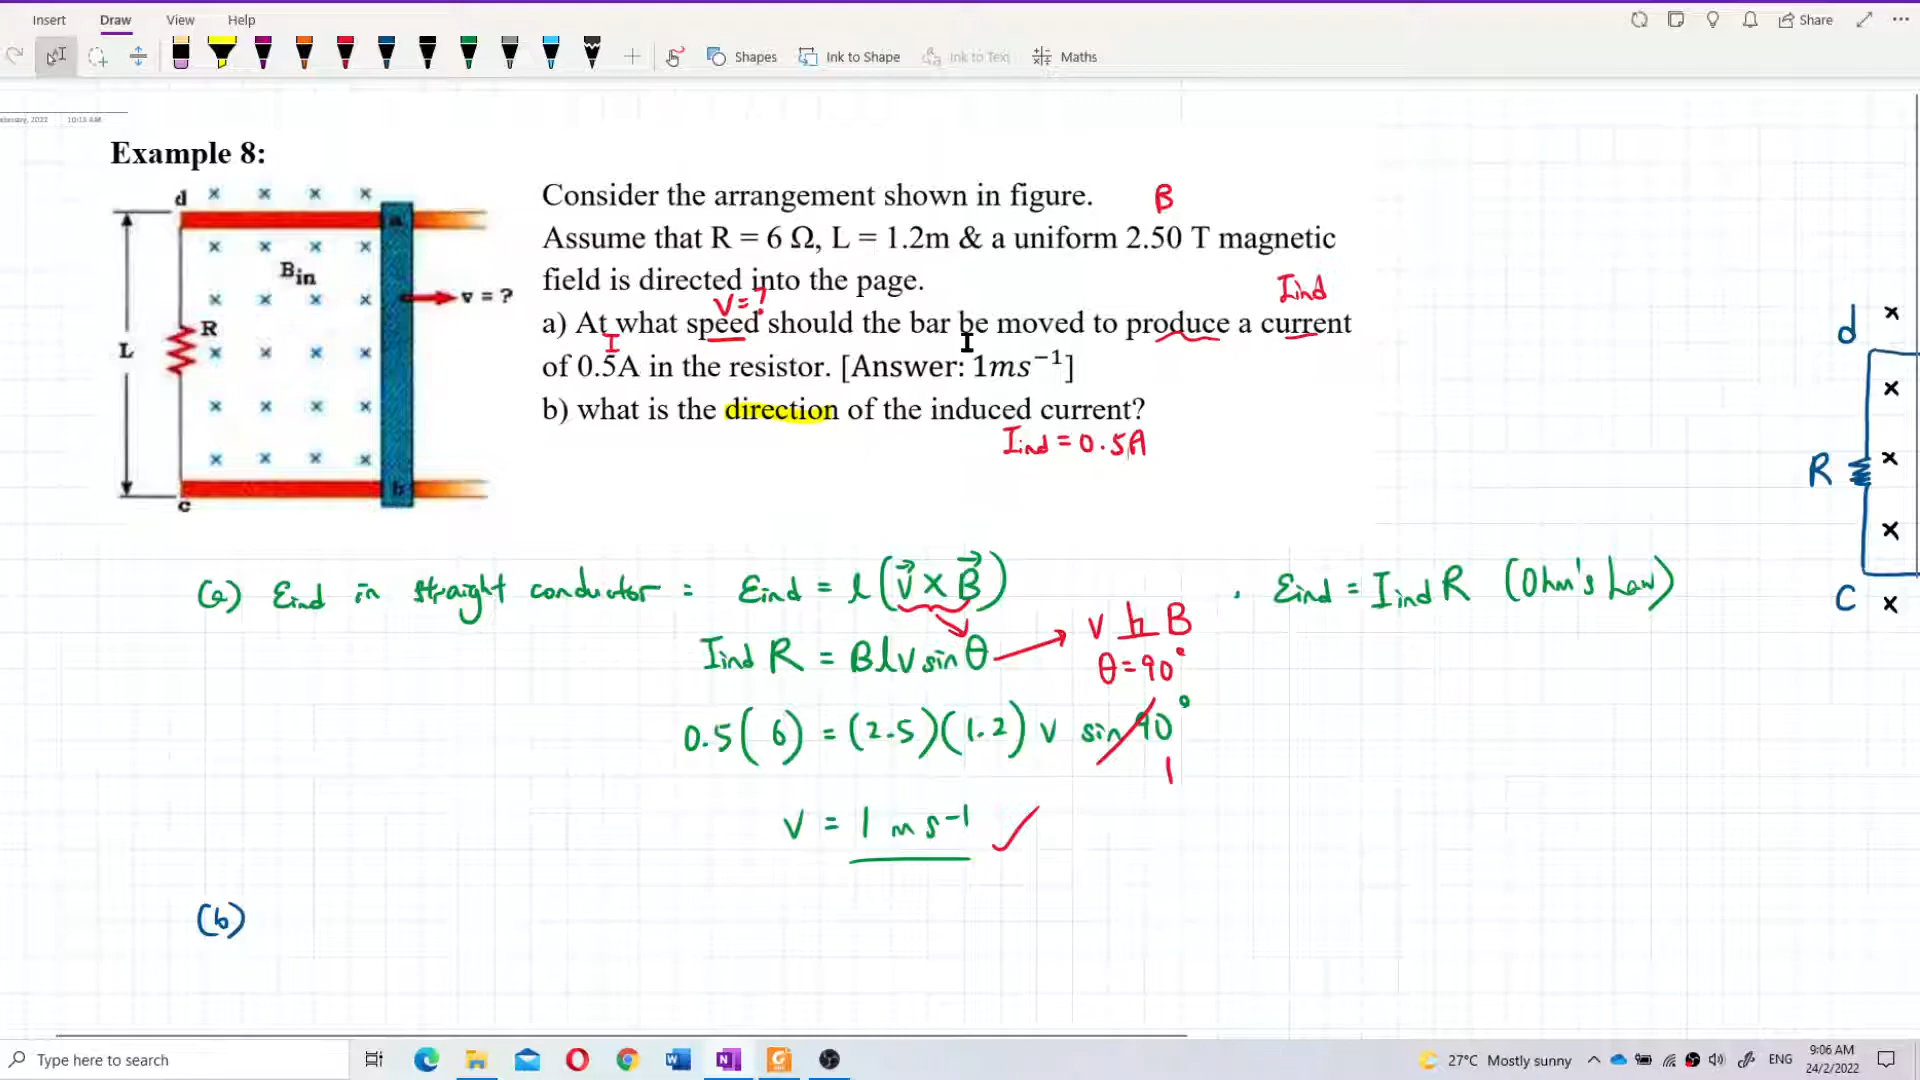 Insert Draw View Help
Share
Shapes Ink to Shape Ink to Text Maths
10:13 AM
Example 8:
d
a
B_in
v = ?
R
L
b
c
Consider the arrangement shown in figure.
B
Assume that R = 6 Ω, L = 1.2m & a uniform 2.50 T magnetic
field is directed into the page.
v = ?
Iind
a) At what speed should the bar be moved to produce a current
I
of 0.5A in the resistor. [Answer: 1ms⁻¹]
b) what is the direction of the induced current?
Iind = 0.5A
d
R
C
(a) Eind in straight conductor : Eind = l (v⃗ × B⃗)
Eind = Iind R (Ohm's Law)
Iind R = Blv sin θ
v ⊥ B
θ = 90°
0.5 (6) = (2.5)(1.2) v sin 90°
1
v = 1 ms⁻¹ ✓
(b)
Type here to search
27°C Mostly sunny
ENG
9:06 AM
24/2/2022